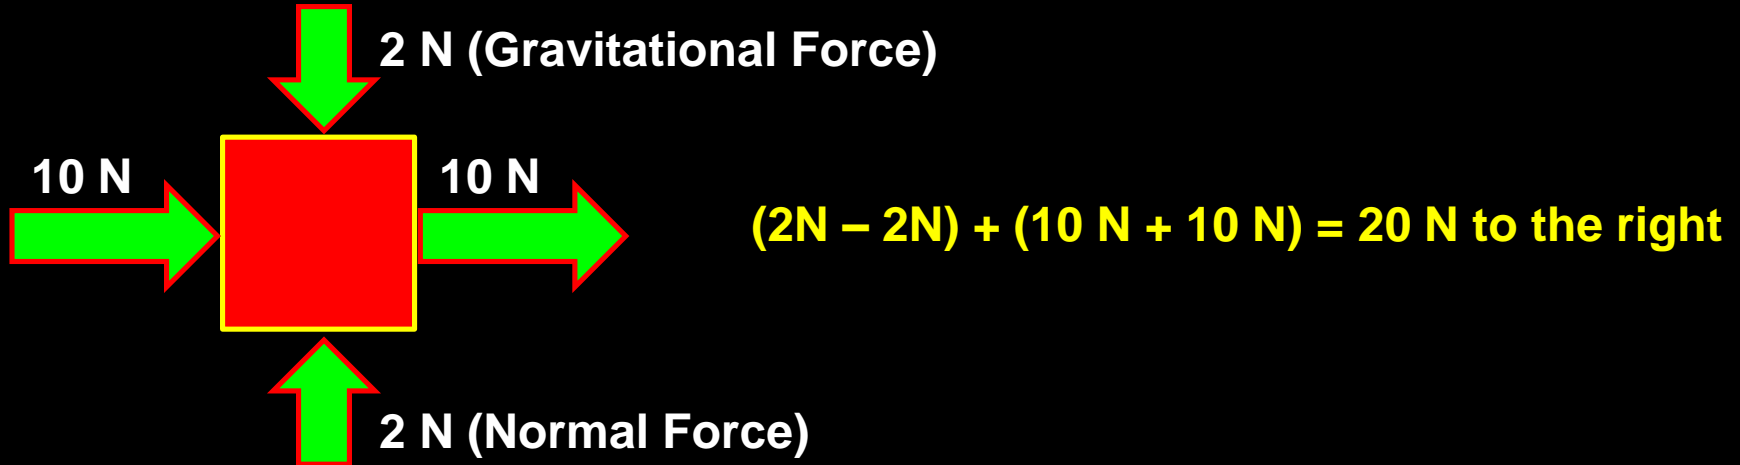 2 N (Gravitational Force)
10 N
10 N
(2N – 2N) + (10 N + 10 N) = 20 N to the right
2 N (Normal Force)